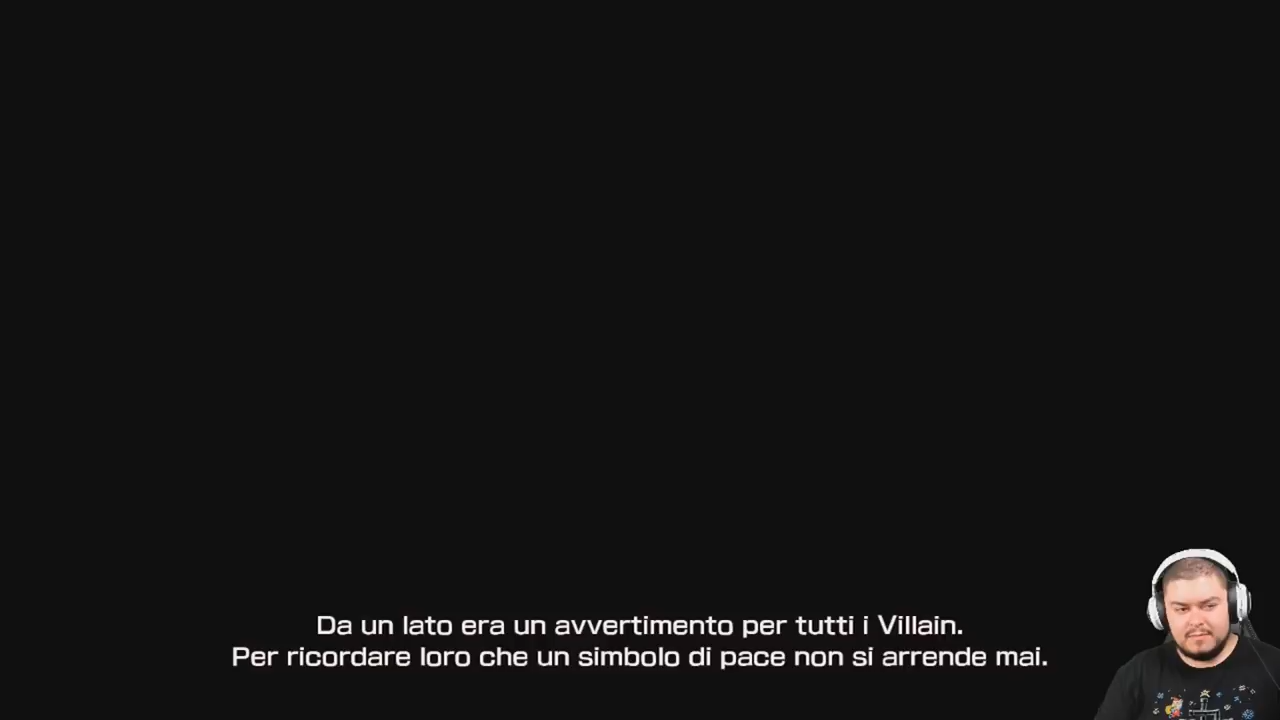 Da un lato era un avvertimento per tutti i Villain.
Per ricordare loro che un simbolo di pace non si arrende mai.